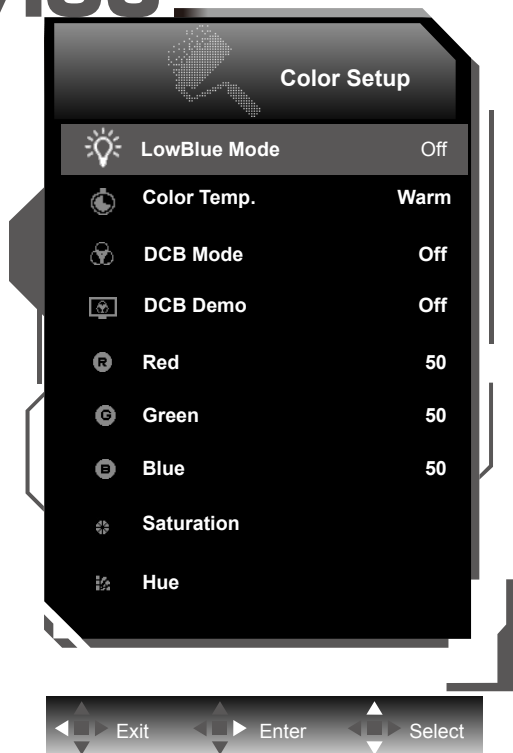 Color Setup
LowBlue Mode Off
Color Temp. Warm
DCB Mode Off
DCB Demo Off
R Red 50
G Green 50
B Blue 50
Saturation
Hue
Exit Enter Select